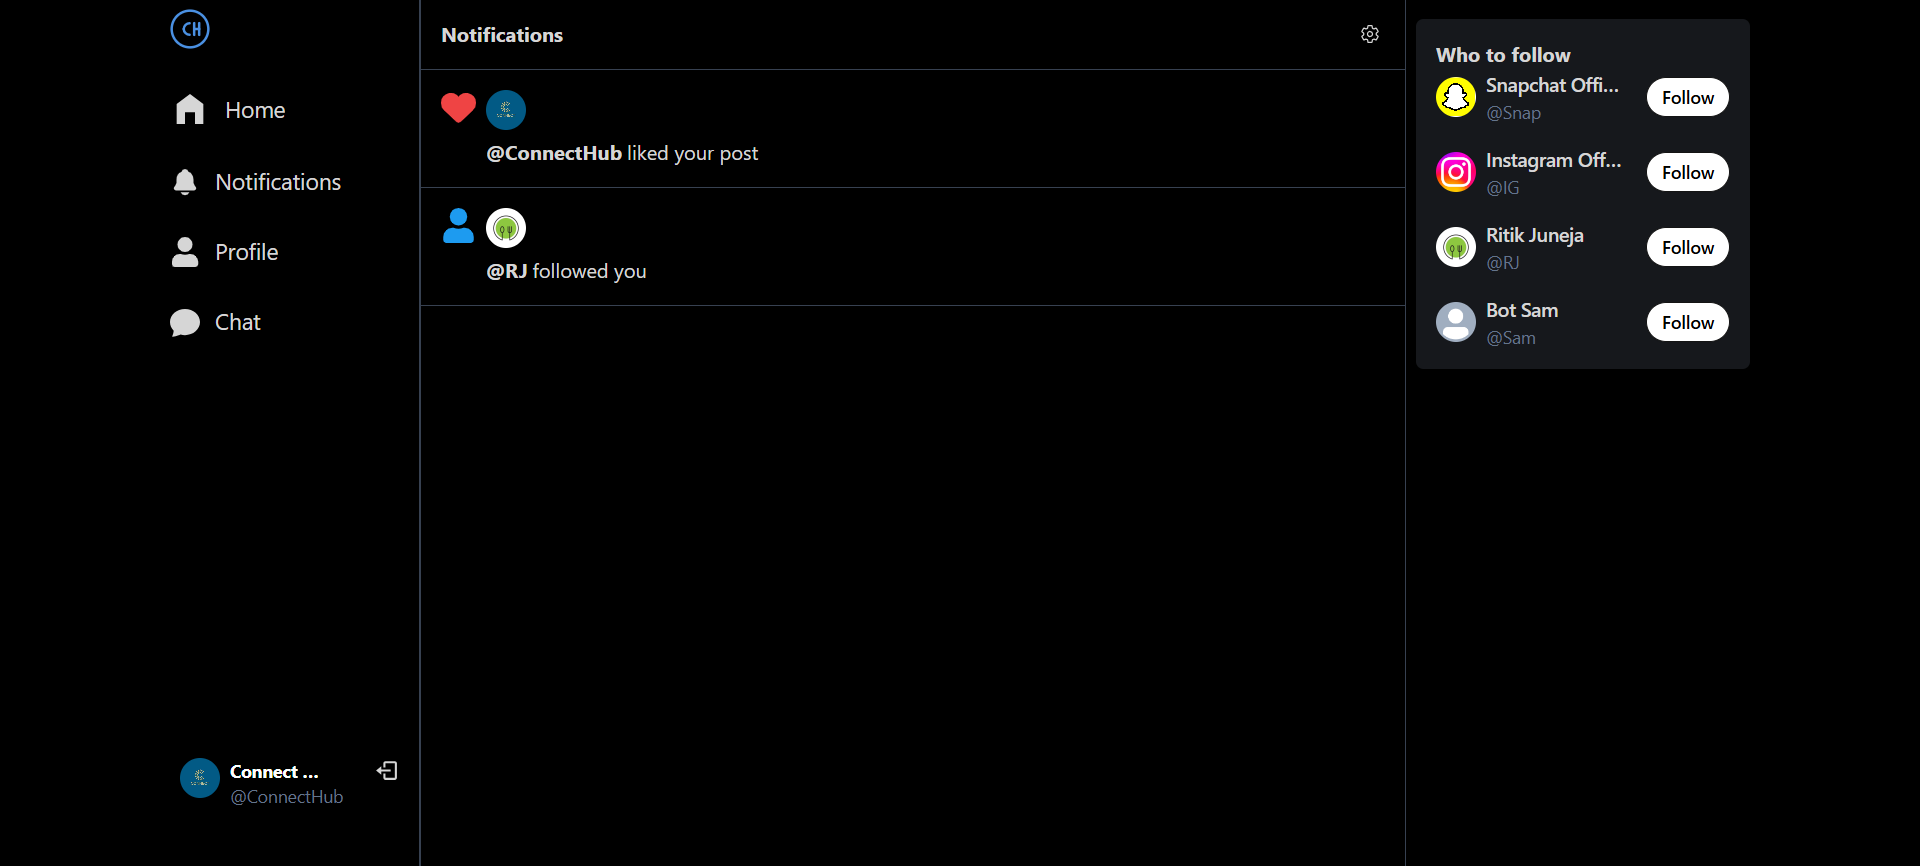 CH
Home
Notifications
Profile
Chat
Connect ...
@ConnectHub
Notifications
@ConnectHub liked your post
@RJ followed you
Who to follow
Snapchat Offi...
@Snap
Follow
Instagram Off...
@IG
Follow
Ritik Juneja
@RJ
Follow
Bot Sam
@Sam
Follow